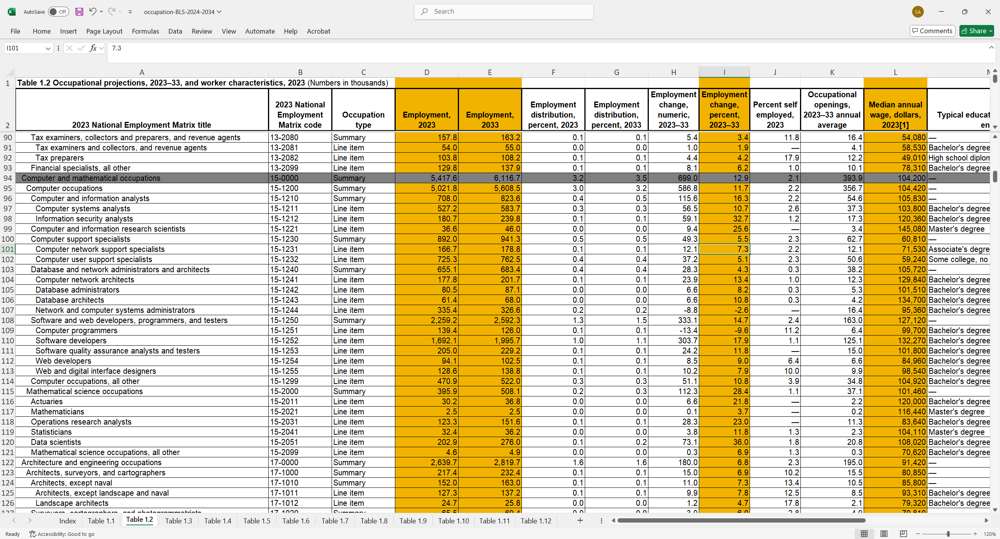 AutoSave Off occupation-BLS-2024-2034 Search SA
File Home Insert Page Layout Formulas Data Review View Automate Help Acrobat Comments Share
I101 fx 7.3
A B C D E F G H I J K L
1 Table 1.2 Occupational projections, 2023–33, and worker characteristics, 2023 (Numbers in thousands)
2 2023 National Employment Matrix title 2023 National Employment Matrix code Occupation type Employment, 2023 Employment, 2033 Employment distribution, percent, 2023 Employment distribution, percent, 2033 Employment change, numeric, 2023–33 Employment change, percent, 2023–33 Percent self employed, 2023 Occupational openings, 2023–33 annual average Median annual wage, dollars, 2023[1] Typical educat en
90 Tax examiners, collectors and preparers, and revenue agents 13-2080 Summary 157.8 163.2 0.1 0.1 5.4 3.4 11.8 16.4 54,080 —
91 Tax examiners and collectors, and revenue agents 13-2081 Line item 54.0 55.0 0.0 0.0 1.0 1.9 — 4.1 58,530 Bachelor's degree
92 Tax preparers 13-2082 Line item 103.8 108.2 0.1 0.1 4.4 4.2 17.9 12.2 49,010 High school diplom
93 Financial specialists, all other 13-2099 Line item 129.8 137.9 0.1 0.1 8.1 6.2 1.0 10.1 78,310 Bachelor's degree
94 Computer and mathematical occupations 15-0000 Summary 5,417.6 6,116.7 3.2 3.5 699.0 12.9 2.1 393.9 104,200 —
95 Computer occupations 15-1200 Summary 5,021.8 5,608.5 3.0 3.2 586.8 11.7 2.2 356.7 104,420 —
96 Computer and information analysts 15-1210 Summary 708.0 823.6 0.4 0.5 115.6 16.3 2.2 54.6 105,830 —
97 Computer systems analysts 15-1211 Line item 527.2 583.7 0.3 0.3 56.5 10.7 2.6 37.3 103,800 Bachelor's degree
98 Information security analysts 15-1212 Line item 180.7 239.8 0.1 0.1 59.1 32.7 1.2 17.3 120,360 Bachelor's degree
99 Computer and information research scientists 15-1221 Line item 36.6 46.0 0.0 0.0 9.4 25.6 — 3.4 145,080 Master's degree
100 Computer support specialists 15-1230 Summary 892.0 941.3 0.5 0.5 49.3 5.5 2.3 62.7 60,810 —
101 Computer network support specialists 15-1231 Line item 166.7 178.8 0.1 0.1 12.1 7.3 2.2 12.1 71,530 Associate's degre
102 Computer user support specialists 15-1232 Line item 725.3 762.5 0.4 0.4 37.2 5.1 2.3 50.6 59,240 Some college, no
103 Database and network administrators and architects 15-1240 Summary 655.1 683.4 0.4 0.4 28.3 4.3 0.3 38.2 105,720 —
104 Computer network architects 15-1241 Line item 177.8 201.7 0.1 0.1 23.9 13.4 1.0 12.3 129,840 Bachelor's degree
105 Database administrators 15-1242 Line item 80.5 87.1 0.0 0.0 6.6 8.2 0.3 5.3 101,510 Bachelor's degree
106 Database architects 15-1243 Line item 61.4 68.0 0.0 0.0 6.6 10.8 0.3 4.2 134,700 Bachelor's degree
107 Network and computer systems administrators 15-1244 Line item 335.4 326.6 0.2 0.2 -8.8 -2.6 — 16.4 95,360 Bachelor's degree
108 Software and web developers, programmers, and testers 15-1250 Summary 2,259.2 2,592.3 1.3 1.5 333.1 14.7 2.4 163.0 127,120 —
109 Computer programmers 15-1251 Line item 139.4 126.0 0.1 0.1 -13.4 -9.6 11.2 6.4 99,700 Bachelor's degree
110 Software developers 15-1252 Line item 1,692.1 1,995.7 1.0 1.1 303.7 17.9 1.1 125.1 132,270 Bachelor's degree
111 Software quality assurance analysts and testers 15-1253 Line item 205.0 229.2 0.1 0.1 24.2 11.8 — 15.0 101,800 Bachelor's degree
112 Web developers 15-1254 Line item 94.1 102.5 0.1 0.1 8.5 9.0 6.4 6.6 84,960 Bachelor's degree
113 Web and digital interface designers 15-1255 Line item 128.6 138.8 0.1 0.1 10.2 7.9 10.0 9.9 98,540 Bachelor's degree
114 Computer occupations, all other 15-1299 Line item 470.9 522.0 0.3 0.3 51.1 10.8 3.9 34.8 104,920 Bachelor's degree
115 Mathematical science occupations 15-2000 Summary 395.9 508.1 0.2 0.3 112.3 28.4 1.1 37.1 101,460 —
116 Actuaries 15-2011 Line item 30.2 36.8 0.0 0.0 6.6 21.8 — 2.2 120,000 Bachelor's degree
117 Mathematicians 15-2021 Line item 2.5 2.5 0.0 0.0 0.1 3.7 — 0.2 116,440 Master's degree
118 Operations research analysts 15-2031 Line item 123.3 151.6 0.1 0.1 28.3 23.0 — 11.3 83,640 Bachelor's degree
119 Statisticians 15-2041 Line item 32.4 36.2 0.0 0.0 3.8 11.8 1.3 2.3 104,110 Master's degree
120 Data scientists 15-2051 Line item 202.9 276.0 0.1 0.2 73.1 36.0 1.8 20.8 108,020 Bachelor's degree
121 Mathematical science occupations, all other 15-2099 Line item 4.6 4.9 0.0 0.0 0.3 6.9 1.3 0.3 70,620 Bachelor's degree
122 Architecture and engineering occupations 17-0000 Summary 2,639.7 2,819.7 1.6 1.6 180.0 6.8 2.3 195.0 91,420 —
123 Architects, surveyors, and cartographers 17-1000 Summary 217.4 232.4 0.1 0.1 15.0 6.9 10.2 15.5 80,850 —
124 Architects, except naval 17-1010 Summary 152.0 163.0 0.1 0.1 11.0 7.3 13.4 10.5 85,800 —
125 Architects, except landscape and naval 17-1011 Line item 127.3 137.2 0.1 0.1 9.9 7.8 12.5 8.5 93,310 Bachelor's degree
126 Landscape architects 17-1012 Line item 24.7 25.8 0.0 0.0 1.2 4.7 17.8 2.1 79,320 Bachelor's degree
Index Table 1.1 Table 1.2 Table 1.3 Table 1.4 Table 1.5 Table 1.6 Table 1.7 Table 1.8 Table 1.9 Table 1.10 Table 1.11 Table 1.12
Ready Accessibility: Good to go 120%